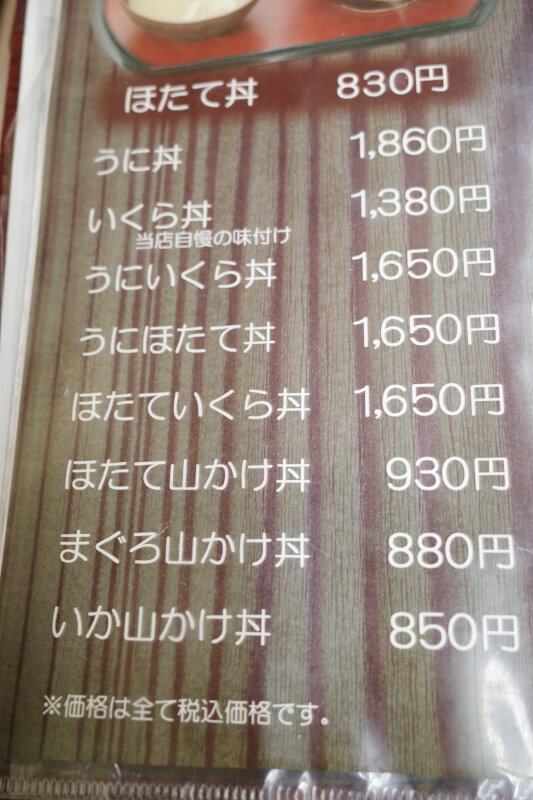 ほたて丼 830円
うに丼 1,860円
いくら丼 1,380円
当店自慢の味付け
うにいくら丼 1,650円
うにほたて丼 1,650円
ほたていくら丼 1,650円
ほたて山かけ丼 930円
まぐろ山かけ丼 880円
いか山かけ丼 850円
※価格は全て税込価格です。